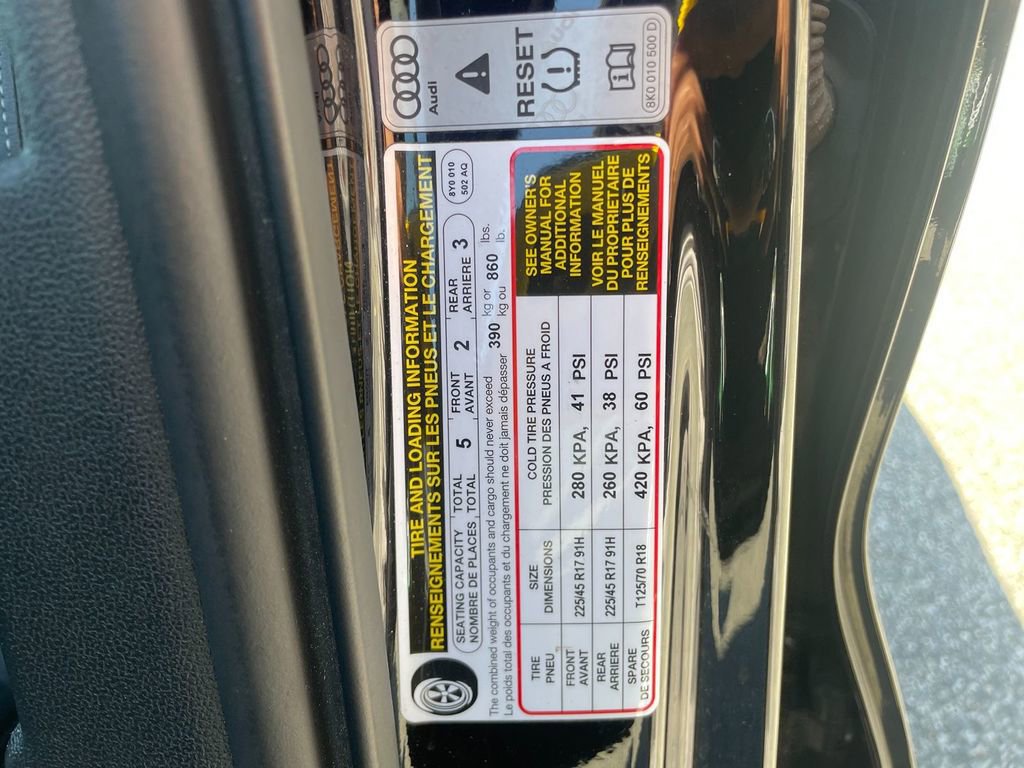 Audi
RESET
8K0 010 500 D
TIRE AND LOADING INFORMATION
RENSEIGNEMENTS SUR LES PNEUS ET LE CHARGEMENT
SEATING CAPACITY TOTAL 5 FRONT 2 REAR 3
NOMBRE DE PLACES TOTAL AVANT ARRIERE
8Y0 010
502 AQ
The combined weight of occupants and cargo should never exceed 390 kg or 860 lbs.
Le poids total des occupants et du chargement ne doit jamais dépasser kg ou lb.
TIRE SIZE COLD TIRE PRESSURE
PNEU DIMENSIONS PRESSION DES PNEUS A FROID
FRONT
AVANT 225/45 R17 91H 280 KPA, 41 PSI
REAR
ARRIERE 225/45 R17 91H 260 KPA, 38 PSI
SPARE
DE SECOURS T125/70 R18 420 KPA, 60 PSI
SEE OWNER'S
MANUAL FOR
ADDITIONAL
INFORMATION
VOIR LE MANUEL
DU PROPRIÉTAIRE
POUR PLUS DE
RENSEIGNEMENTS